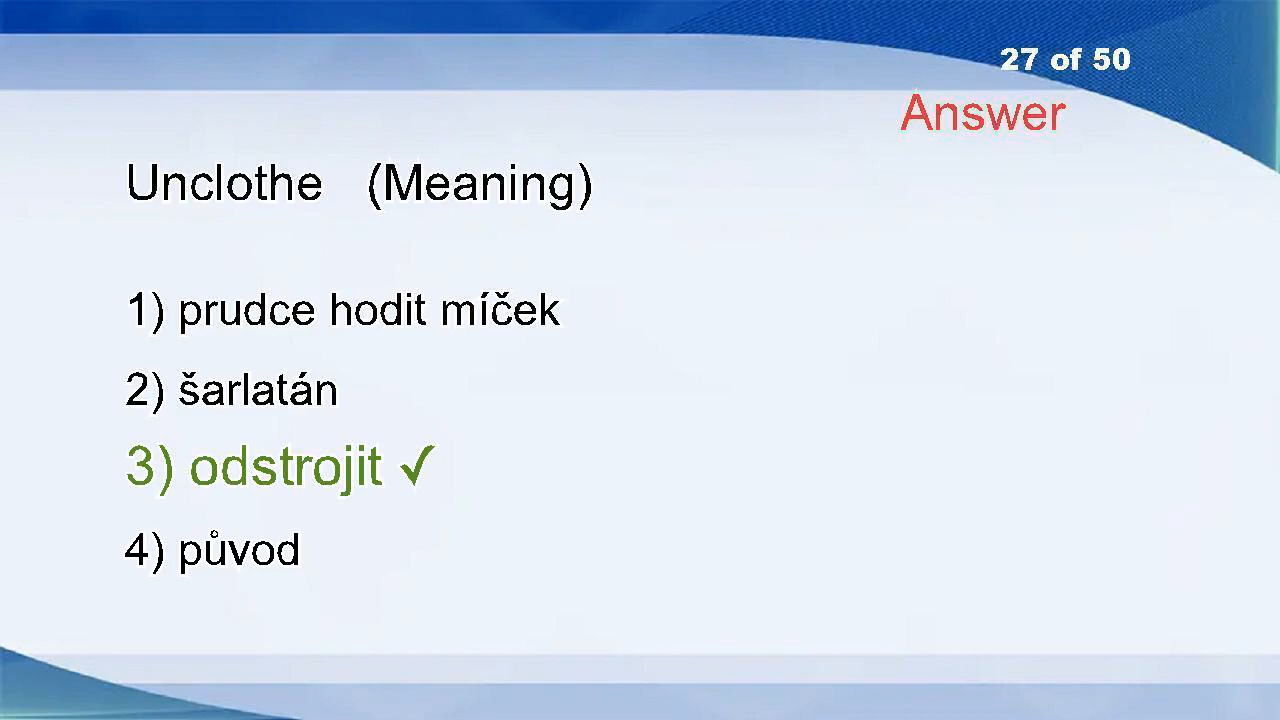 27 of 50
Answer
Unclothe (Meaning)
1) prudce hodit míček
2) šarlatán
3) odstrojit ✓
4) původ